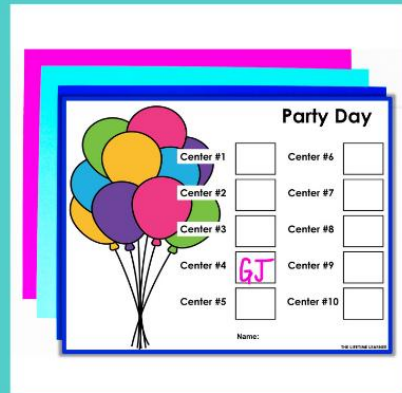 Party Day
Center #1
Center #2
Center #3
Center #4 GJ
Center #5
Center #6
Center #7
Center #8
Center #9
Center #10
Name:
THE LIFETIME LEARNER